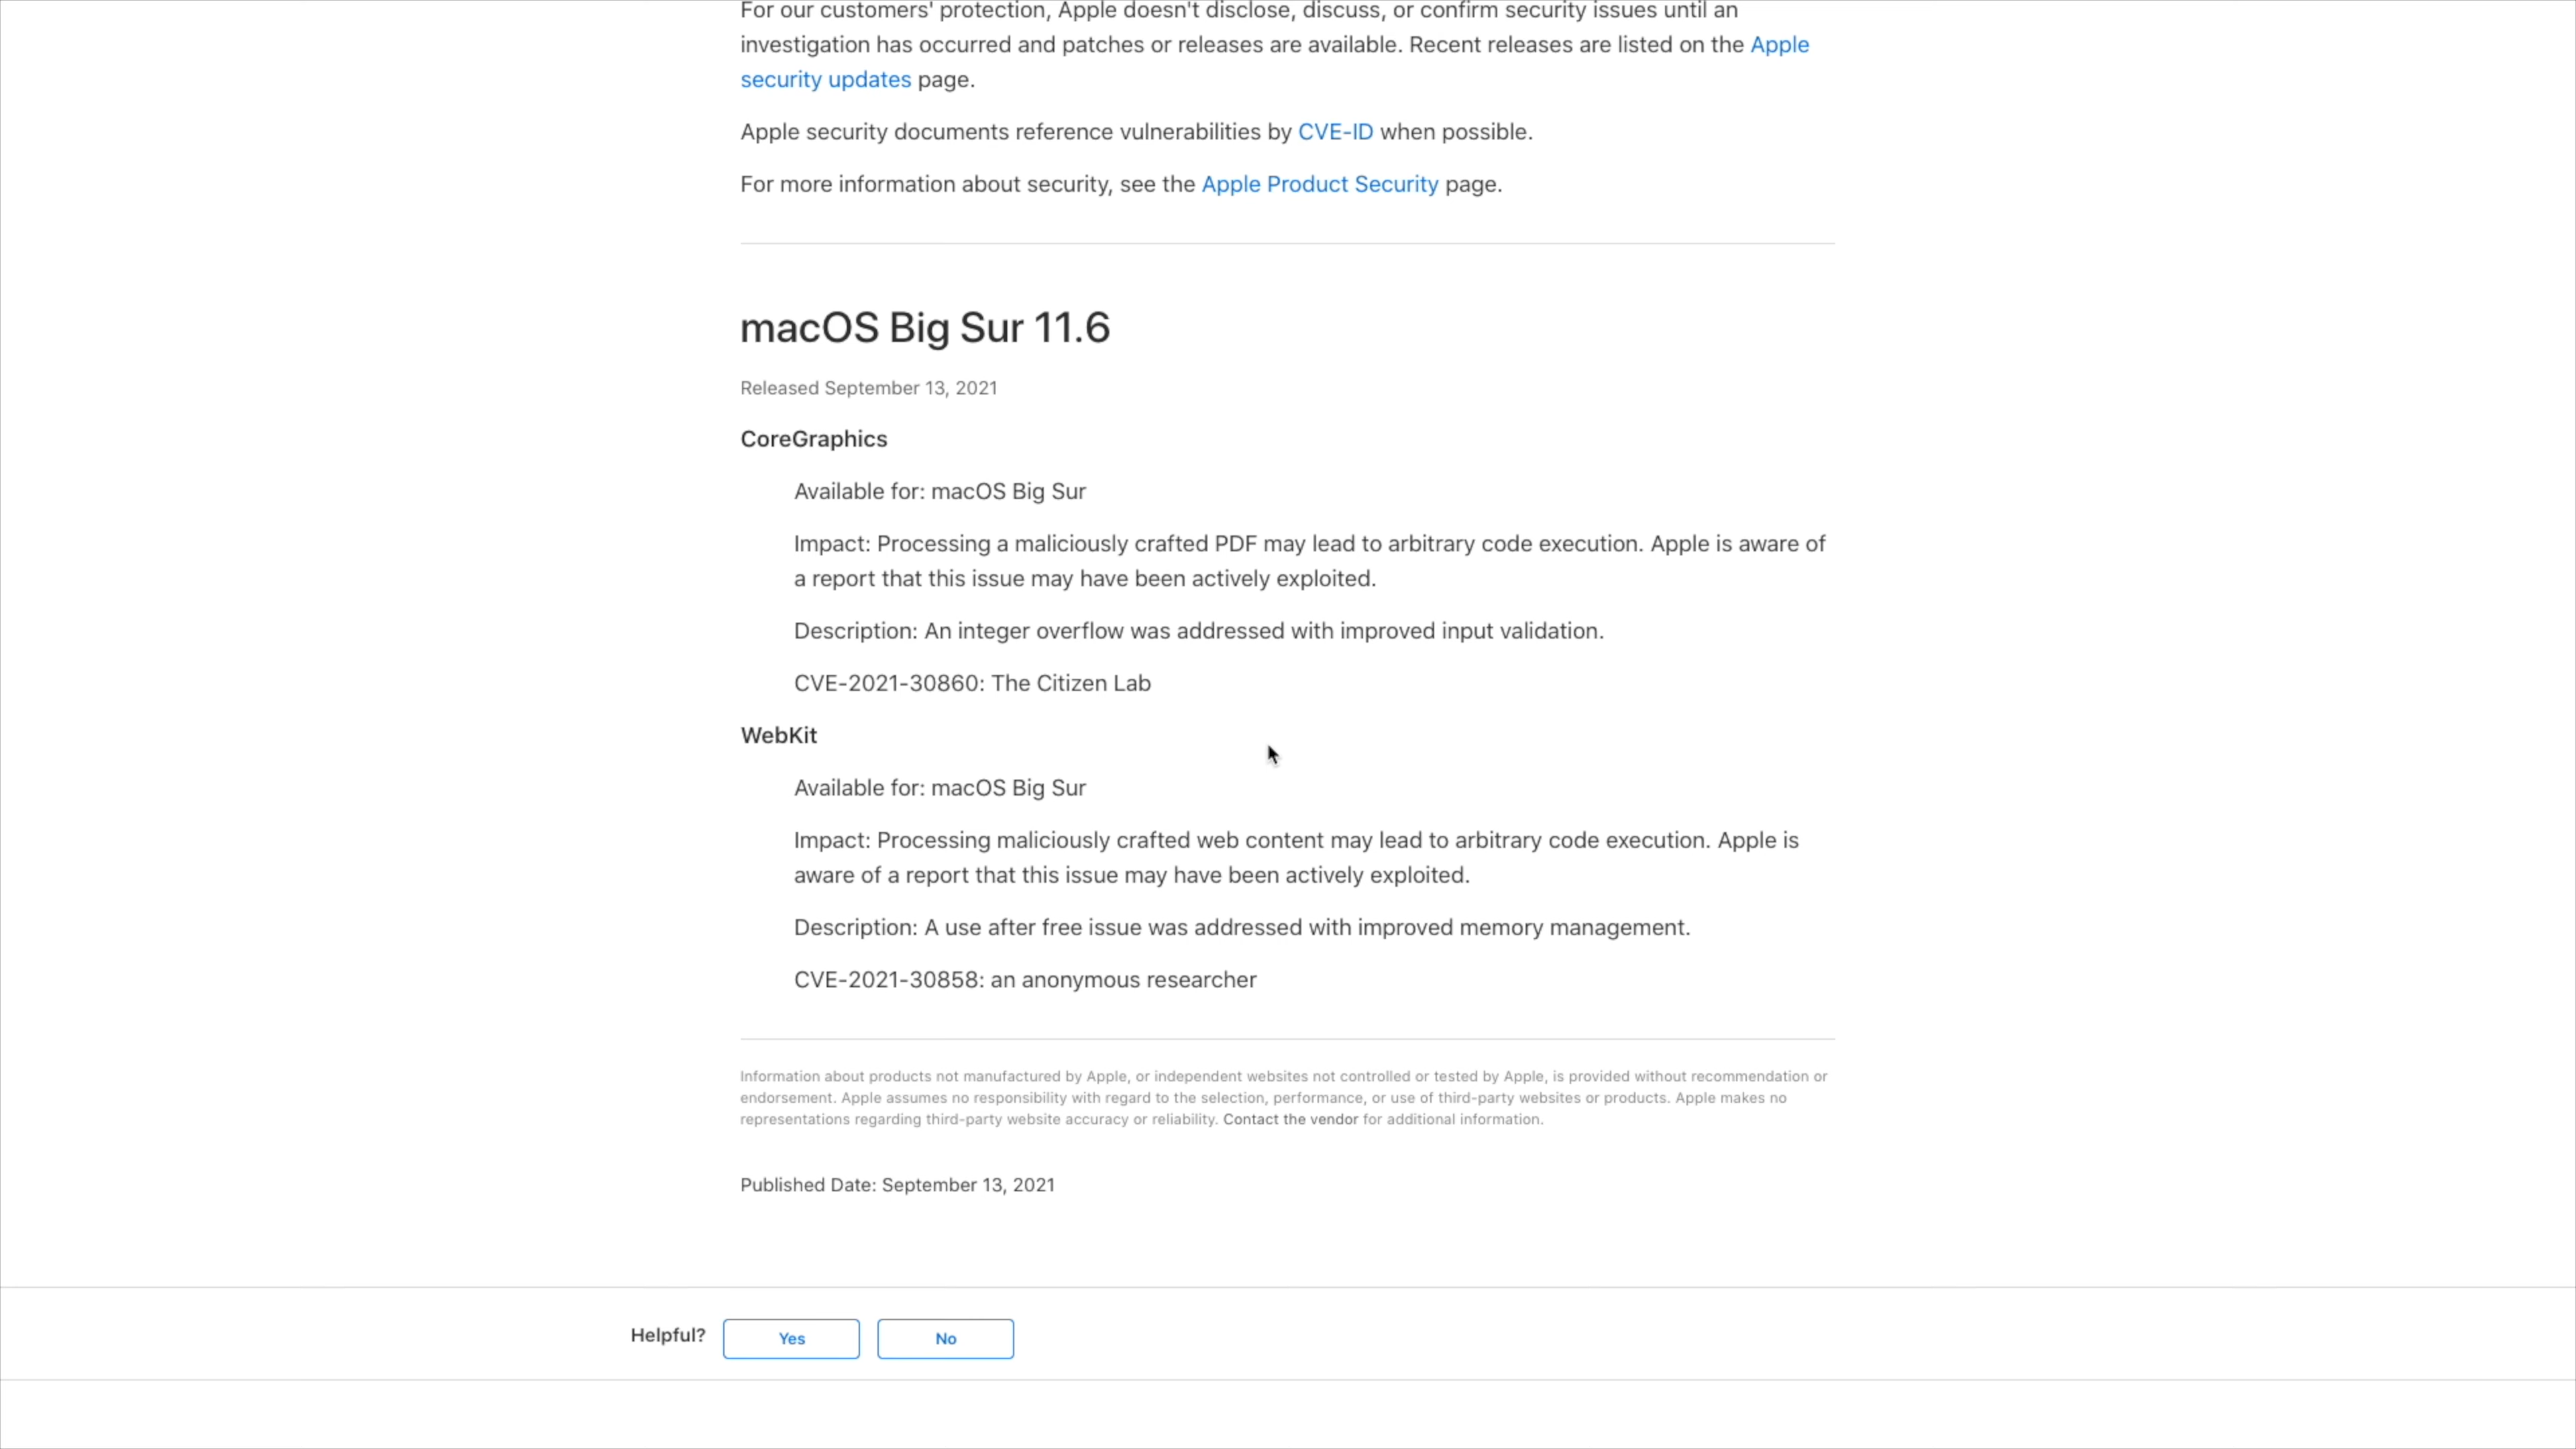 For our customers' protection, Apple doesn't disclose, discuss, or confirm security issues until an
investigation has occurred and patches or releases are available. Recent releases are listed on the Apple
security updates page.
Apple security documents reference vulnerabilities by CVE-ID when possible.
For more information about security, see the Apple Product Security page.
macOS Big Sur 11.6
Released September 13, 2021
CoreGraphics
Available for: macOS Big Sur
Impact: Processing a maliciously crafted PDF may lead to arbitrary code execution. Apple is aware of
a report that this issue may have been actively exploited.
Description: An integer overflow was addressed with improved input validation.
CVE-2021-30860: The Citizen Lab
WebKit
Available for: macOS Big Sur
Impact: Processing maliciously crafted web content may lead to arbitrary code execution. Apple is
aware of a report that this issue may have been actively exploited.
Description: A use after free issue was addressed with improved memory management.
CVE-2021-30858: an anonymous researcher
Information about products not manufactured by Apple, or independent websites not controlled or tested by Apple, is provided without recommendation or
endorsement. Apple assumes no responsibility with regard to the selection, performance, or use of third-party websites or products. Apple makes no
representations regarding third-party website accuracy or reliability. Contact the vendor for additional information.
Published Date: September 13, 2021
Helpful? Yes No